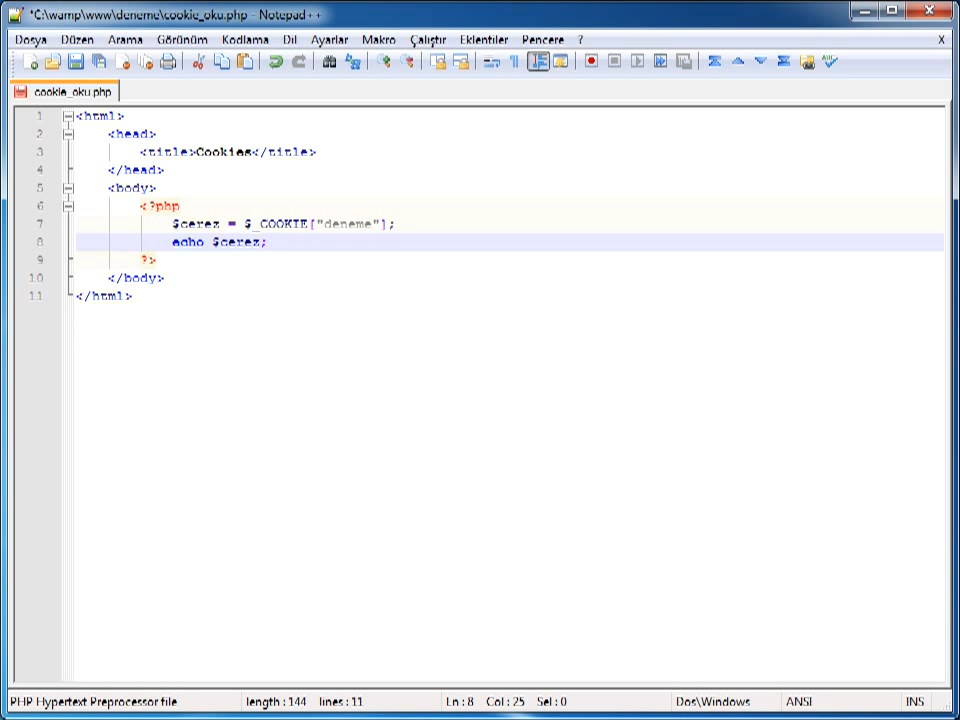 *C:\wamp\www\deneme\cookie_oku.php - Notepad++
Dosya Düzen Arama Görünüm Kodlama Dil Ayarlar Makro Çalıştır Eklentiler Pencere ? X
cookie_oku.php
1 <html>
2 <head>
3 <title>Cookies</title>
4 </head>
5 <body>
6 <?php
7 $cerez = $_COOKIE["deneme"];
8 echo $cerez;
9 ?>
10 </body>
11 </html>
PHP Hypertext Preprocessor file length : 144 lines : 11 Ln : 8 Col : 25 Sel : 0 Dos\Windows ANSI INS